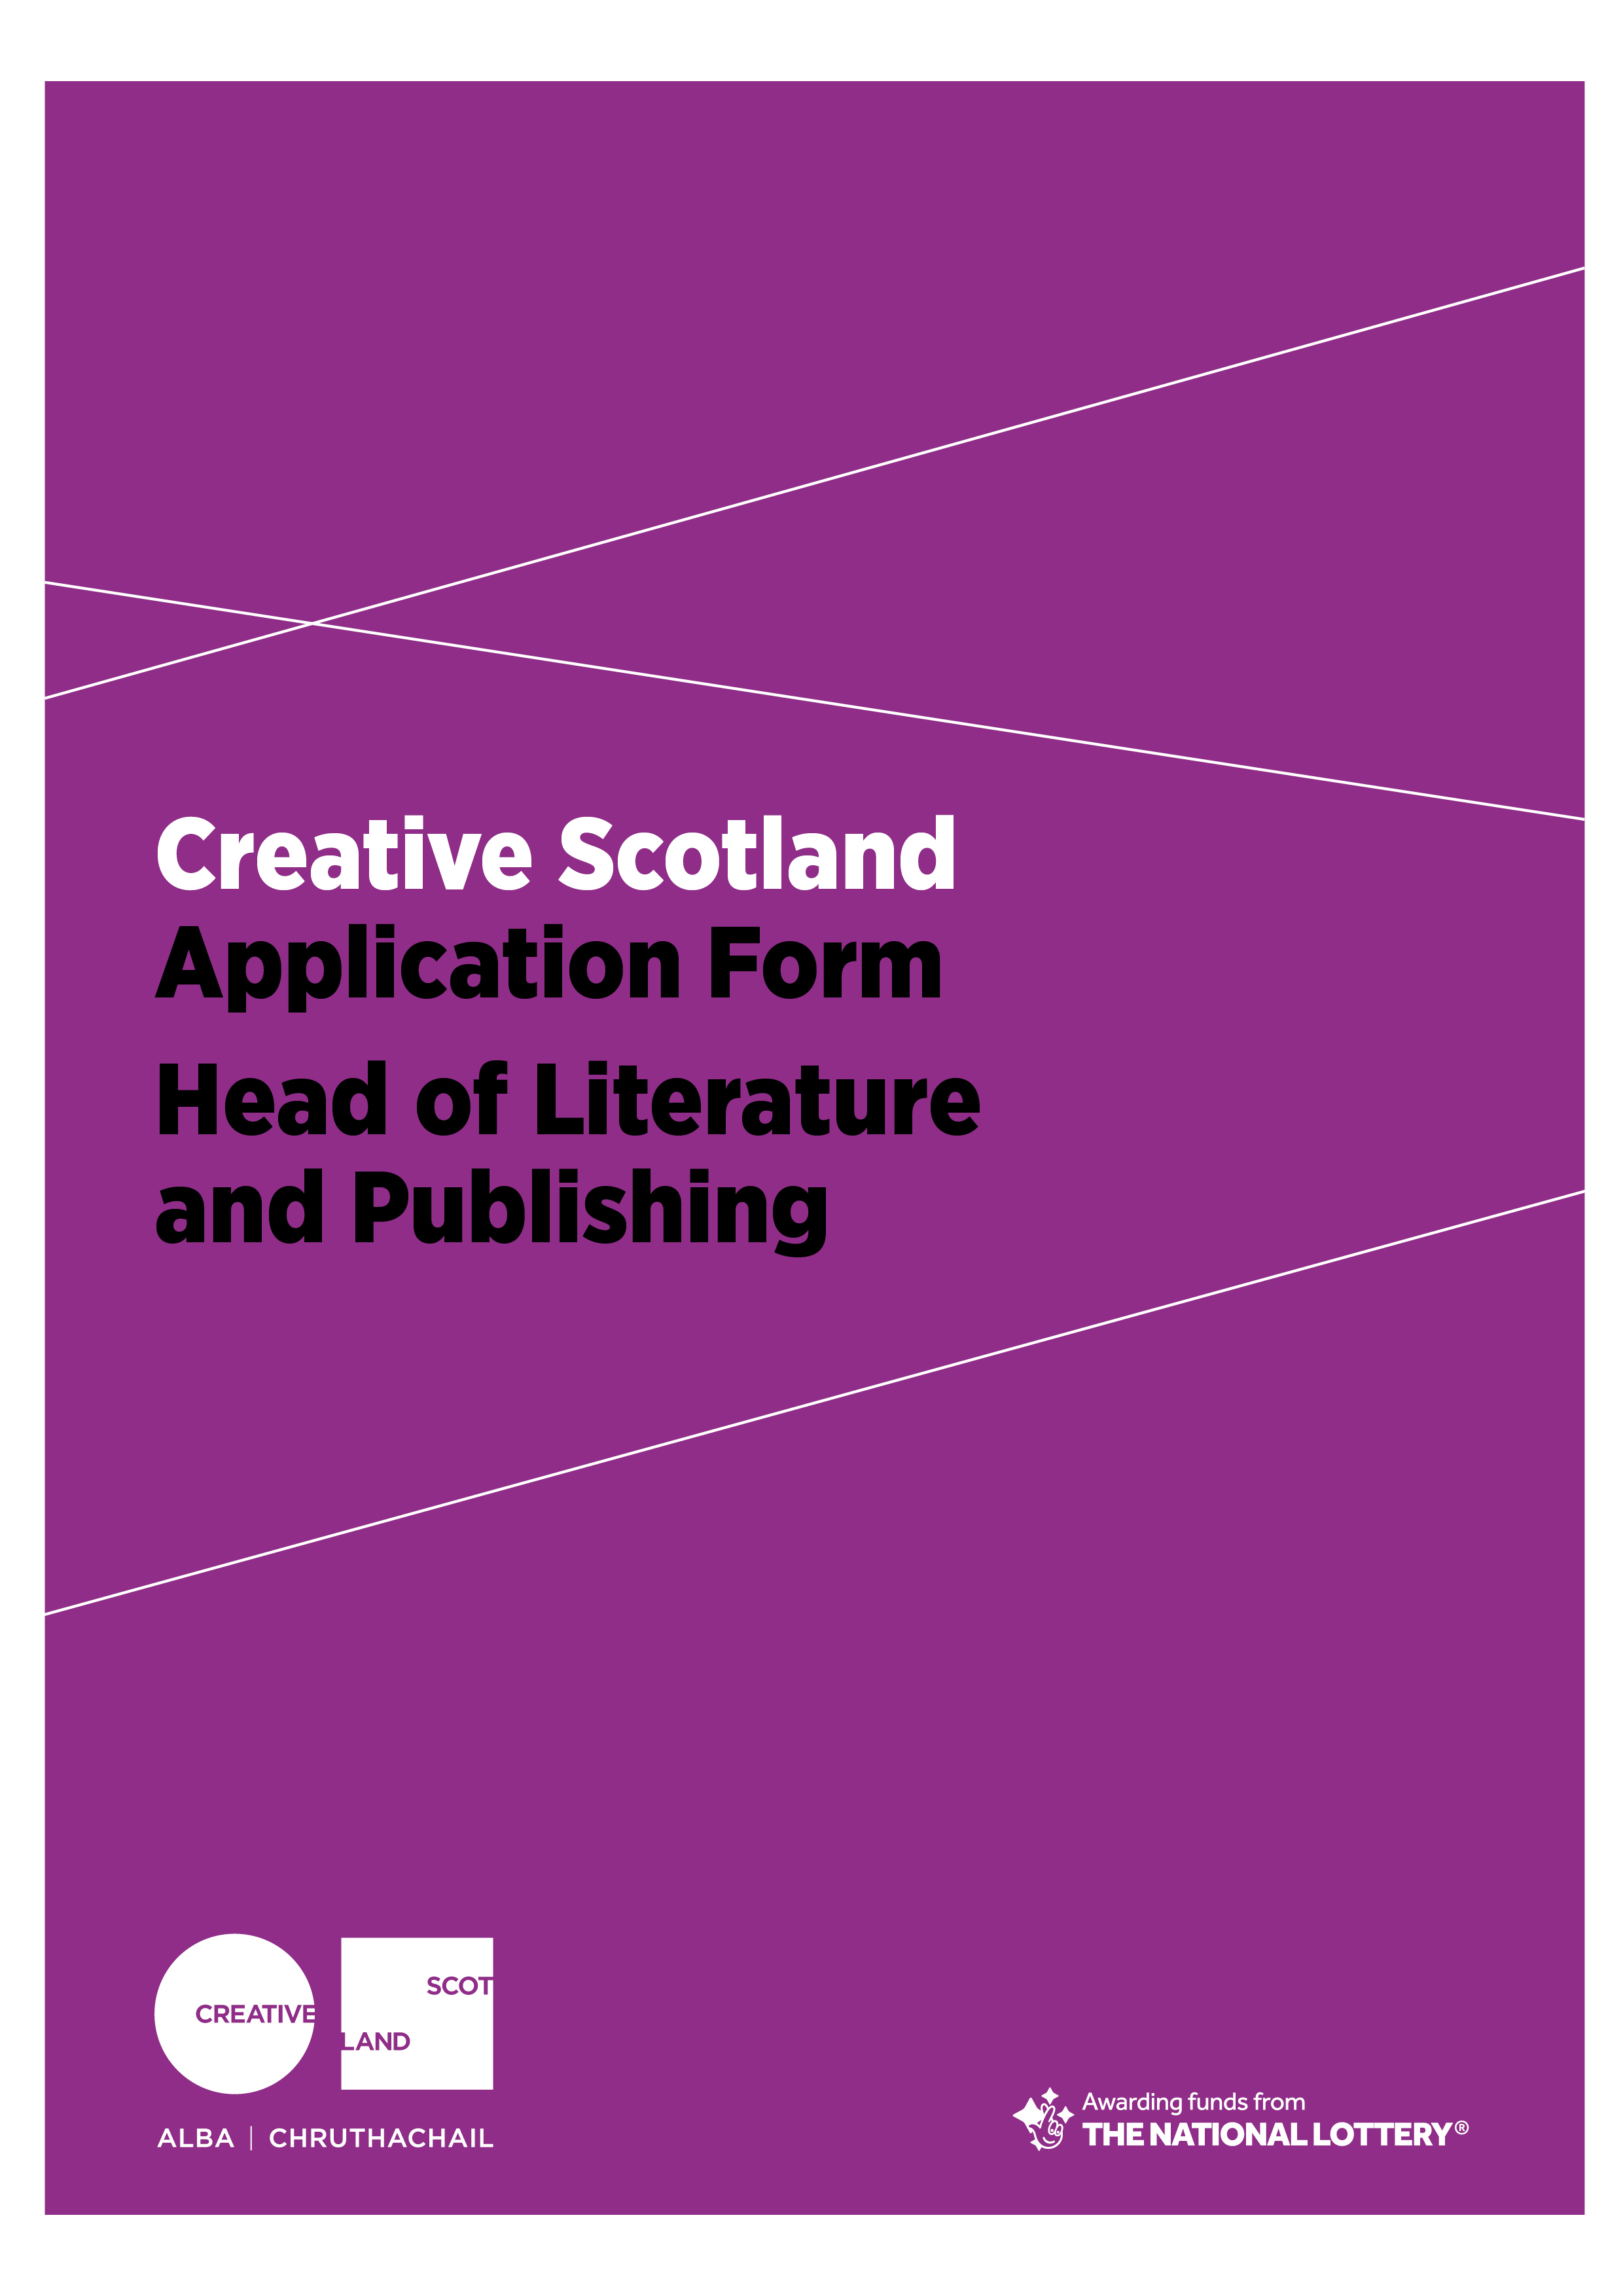 Creative Scotland
Application Form
Head of Literature
and Publishing
CREATIVE
SCOT
LAND
ALBA | CHRUTHACHAIL
Awarding funds from
THE NATIONAL LOTTERY®